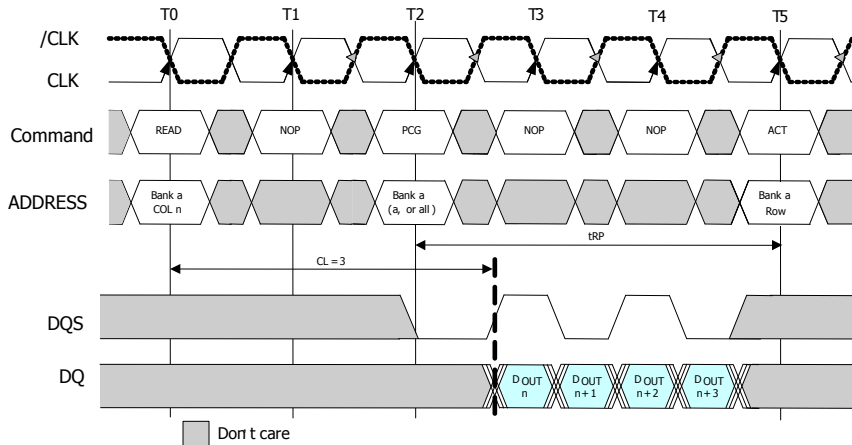 T0 T1 T2 T3 T4 T5
/CLK
CLK
Command READ NOP PCG NOP NOP ACT
ADDRESS Bank a COL n Bank a (a, or all) Bank a Row
tRP
CL = 3
DQS
DQ DOUT n DOUT n+1 DOUT n+2 DOUT n+3
Don't care